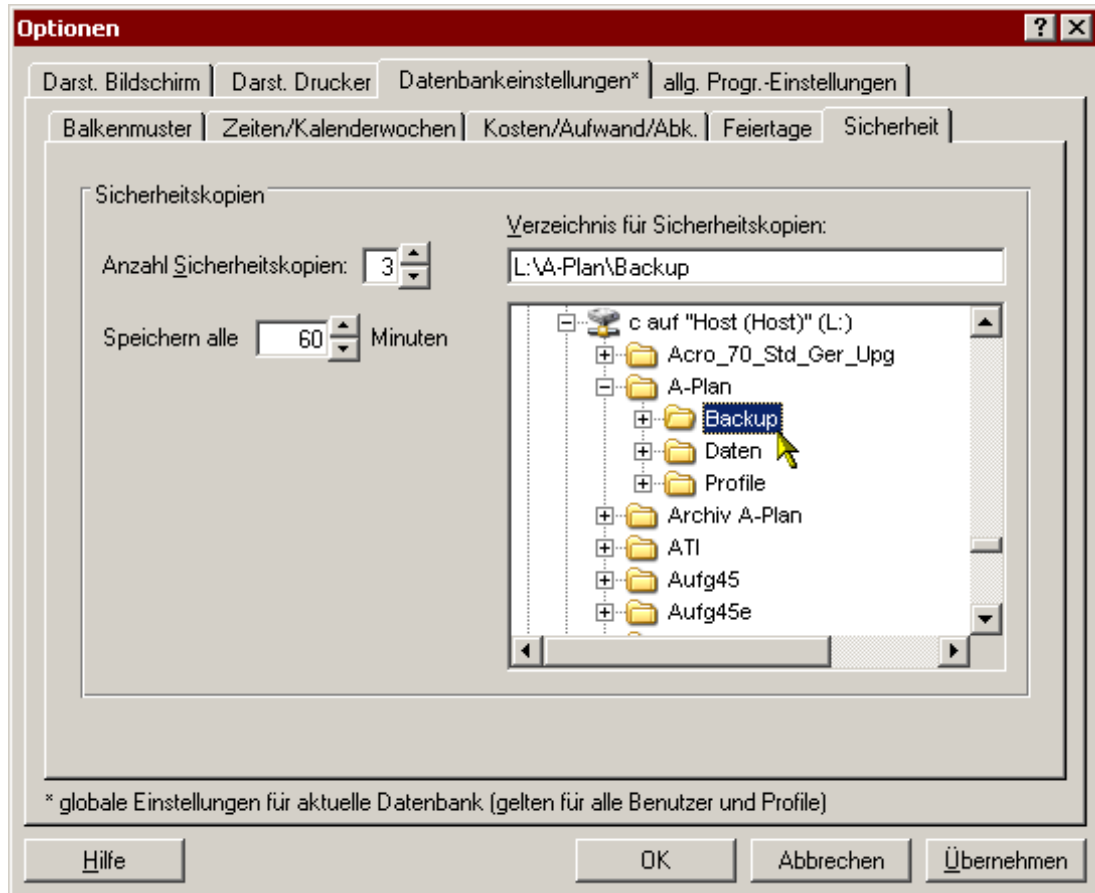 Optionen
Darst. Bildschirm Darst. Drucker Datenbankeinstellungen* allg. Progr.-Einstellungen
Balkenmuster Zeiten/Kalenderwochen Kosten/Aufwand/Abk. Feiertage Sicherheit
Sicherheitskopien
Anzahl Sicherheitskopien: 3
Speichern alle 60 Minuten
Verzeichnis für Sicherheitskopien:
L:\A-Plan\Backup
c auf "Host (Host)" (L:)
Acro_70_Std_Ger_Upg
A-Plan
Backup
Daten
Profile
Archiv A-Plan
ATI
Aufg45
Aufg45e
* globale Einstellungen für aktuelle Datenbank (gelten für alle Benutzer und Profile)
Hilfe OK Abbrechen Übernehmen